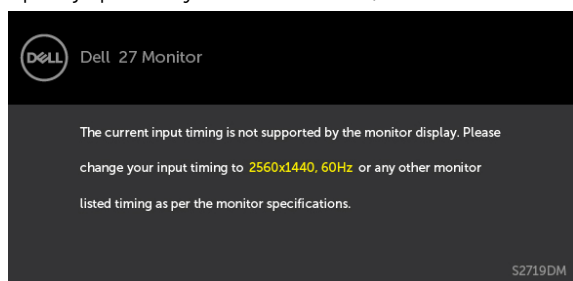 DELL
Dell 27 Monitor
The current input timing is not supported by the monitor display. Please
change your input timing to 2560x1440, 60Hz or any other monitor
listed timing as per the monitor specifications.
S2719DM